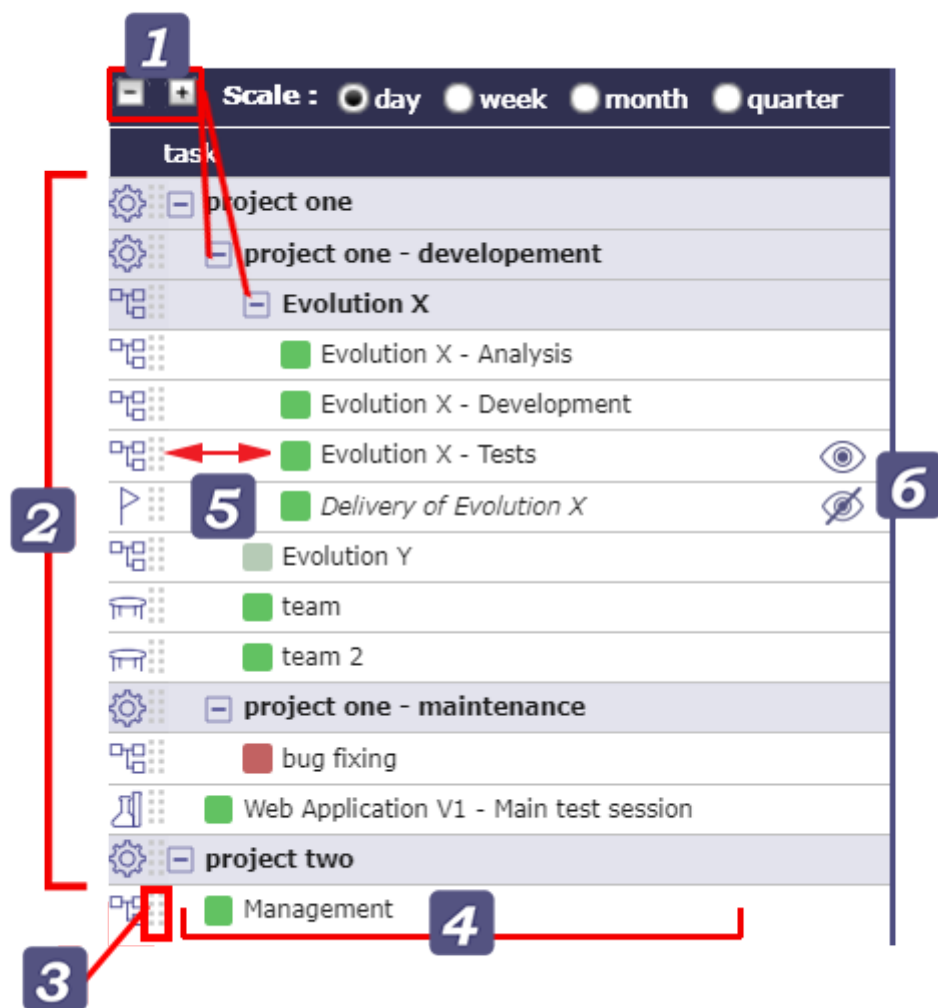 1
Scale : day week month quarter
task
project one
project one - developement
Evolution X
Evolution X - Analysis
Evolution X - Development
Evolution X - Tests
6
2
5
Delivery of Evolution X
Evolution Y
team
team 2
project one - maintenance
bug fixing
Web Application V1 - Main test session
project two
Management
4
3